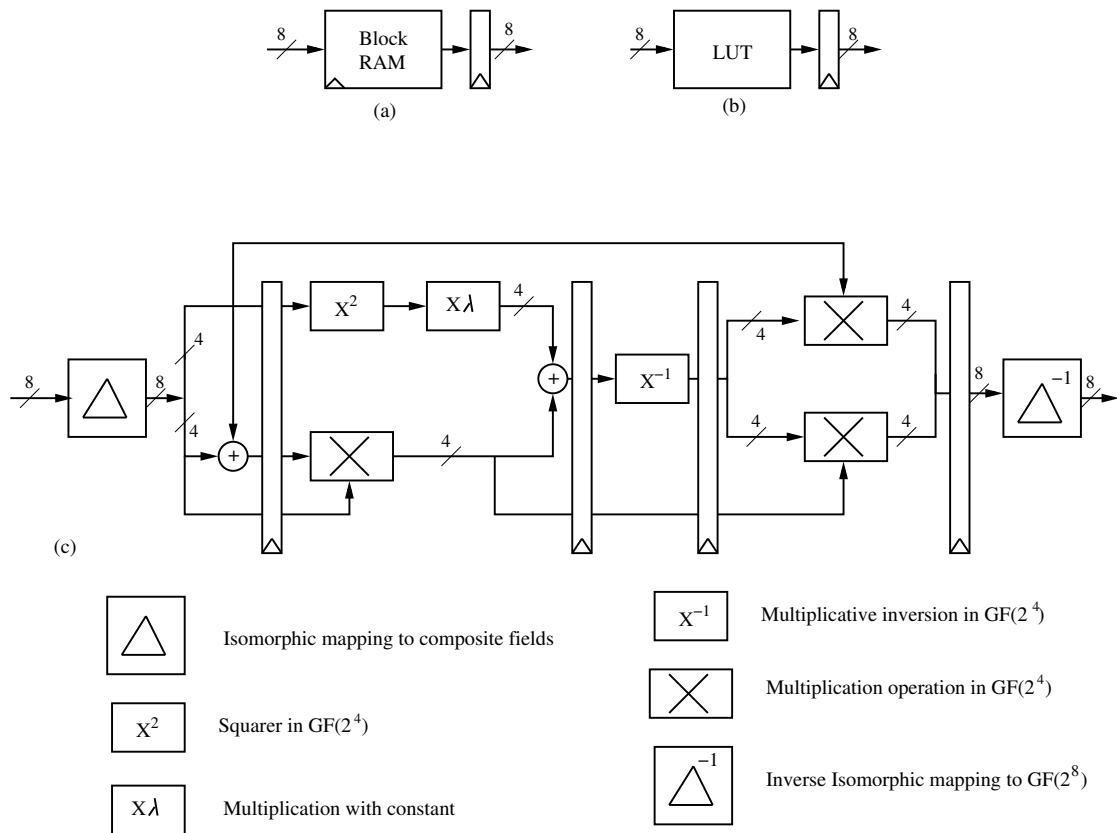 8
Block
RAM
8
(a)
8
LUT
8
(b)
8
8
4
4
X²
Xλ
4
+
4
+
X⁻¹
4
4
4
4
8
−1
8
(c)
Isomorphic mapping to composite fields
X²
Squarer in GF(2⁴)
Xλ
Multiplication with constant
X⁻¹
Multiplicative inversion in GF(2⁴)
Multiplication operation in GF(2⁴)
−1
Inverse Isomorphic mapping to GF(2⁸)